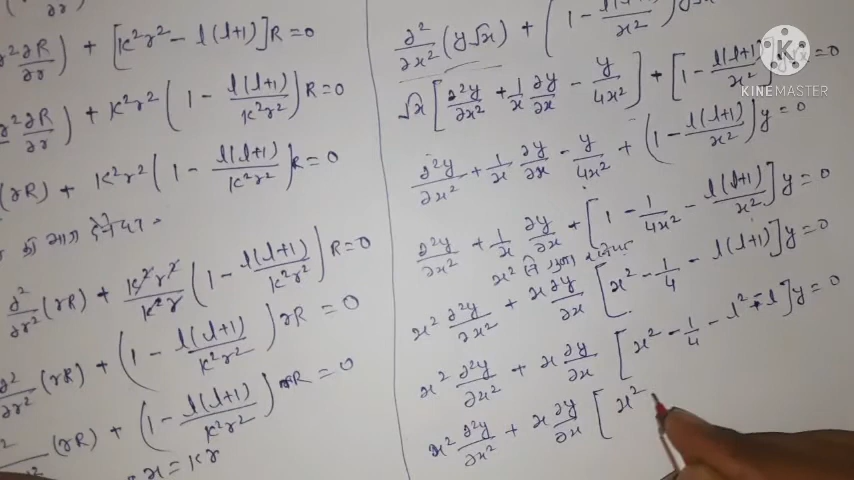 ∂r)
r²∂R/∂r) + [k²r² - l(l+1)]R = 0
r²∂R/∂r) + k²r²(1 - l(l+1)/k²r²)R = 0
(rR) + k²r²(1 - l(l+1)/k²r²)R = 0
भाग देने पर
∂²/∂r²(rR) + k²r²/k²r(1 - l(l+1)/k²r²)R = 0
∂²/∂r²(rR) + (1 - l(l+1)/k²r²)rR = 0
(rR) + (1 - l(l+1)/k²r²)rR = 0
x = kr
∂²/∂x²(y√x) + (1 - l(l+1)/x²)y√x
√x[∂²y/∂x² + 1/x ∂y/∂x - y/4x²] + [1 - l(l+1)/x²] = 0
∂²y/∂x² + 1/x ∂y/∂x - y/4x² + (1 - l(l+1)/x²)y = 0
∂²y/∂x² + 1/x ∂y/∂x + [1 - 1/4x² - l(l+1)/x²]y = 0
x² से गुणा करने पर
x² ∂²y/∂x² + x ∂y/∂x [x² - 1/4 - l(l+1)]y = 0
x² ∂²y/∂x² + x ∂y/∂x [x² - 1/4 - l² - l]y = 0
x² ∂²y/∂x² + x ∂y/∂x [x²
KINEMASTER